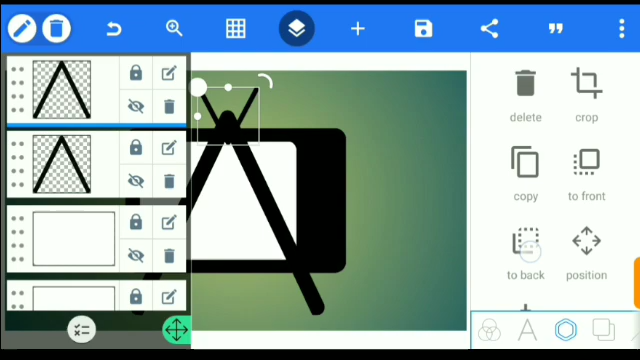 delete
crop
copy
to front
to back
position